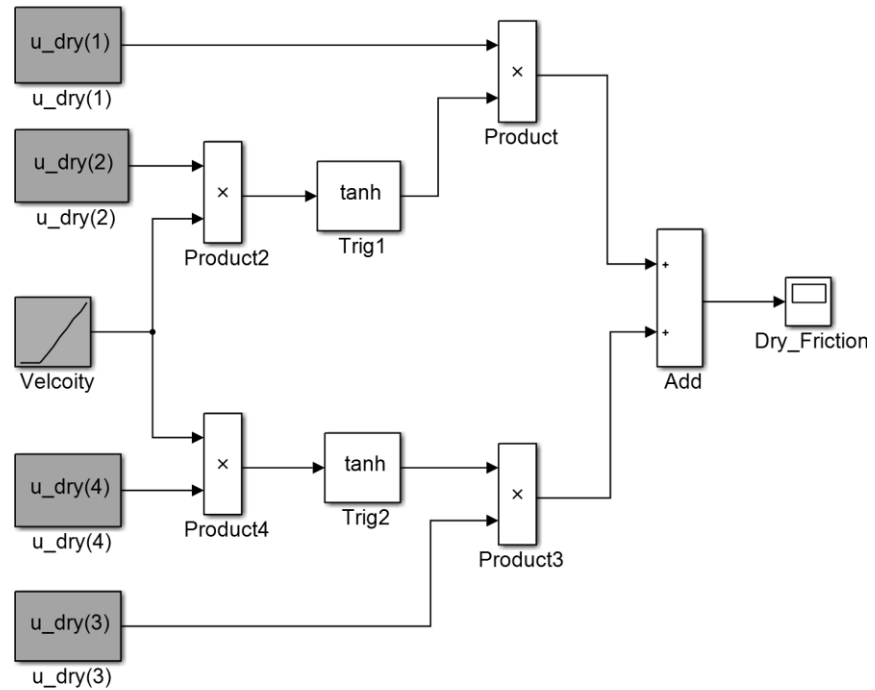 u_dry(1)
u_dry(1)
×
Product
u_dry(2)
u_dry(2)
×
Product2
tanh
Trig1
Velcoity
+
+
Add
Dry_Friction
×
Product4
tanh
Trig2
u_dry(4)
u_dry(4)
×
Product3
u_dry(3)
u_dry(3)